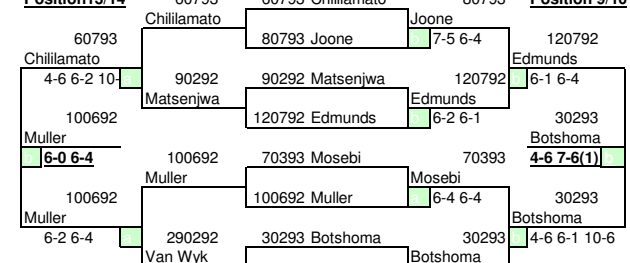 Position13/14 60793 60793 Chililamato 80793 Position 9/10
Chililamato Joone
60793 80793 Joone b 7-5 6-4 120792
Chililamato Edmunds
4-6 6-2 10- a 90292 90292 Matsenjwa 120792 b 6-1 6-4
Matsenjwa Edmunds
100692 120792 Edmunds b 6-2 6-1 30293
Muller Botshoma
6-0 6-4 100692 70393 Mosebi 70393 4-6 7-6(1) b
Muller Mosebi
100692 100692 Muller a 6-4 6-4 30293
Muller Botshoma
6-2 6-4 a 290292 30293 Botshoma 30293 b 4-6 6-1 10-6
Van Wyk Botshoma